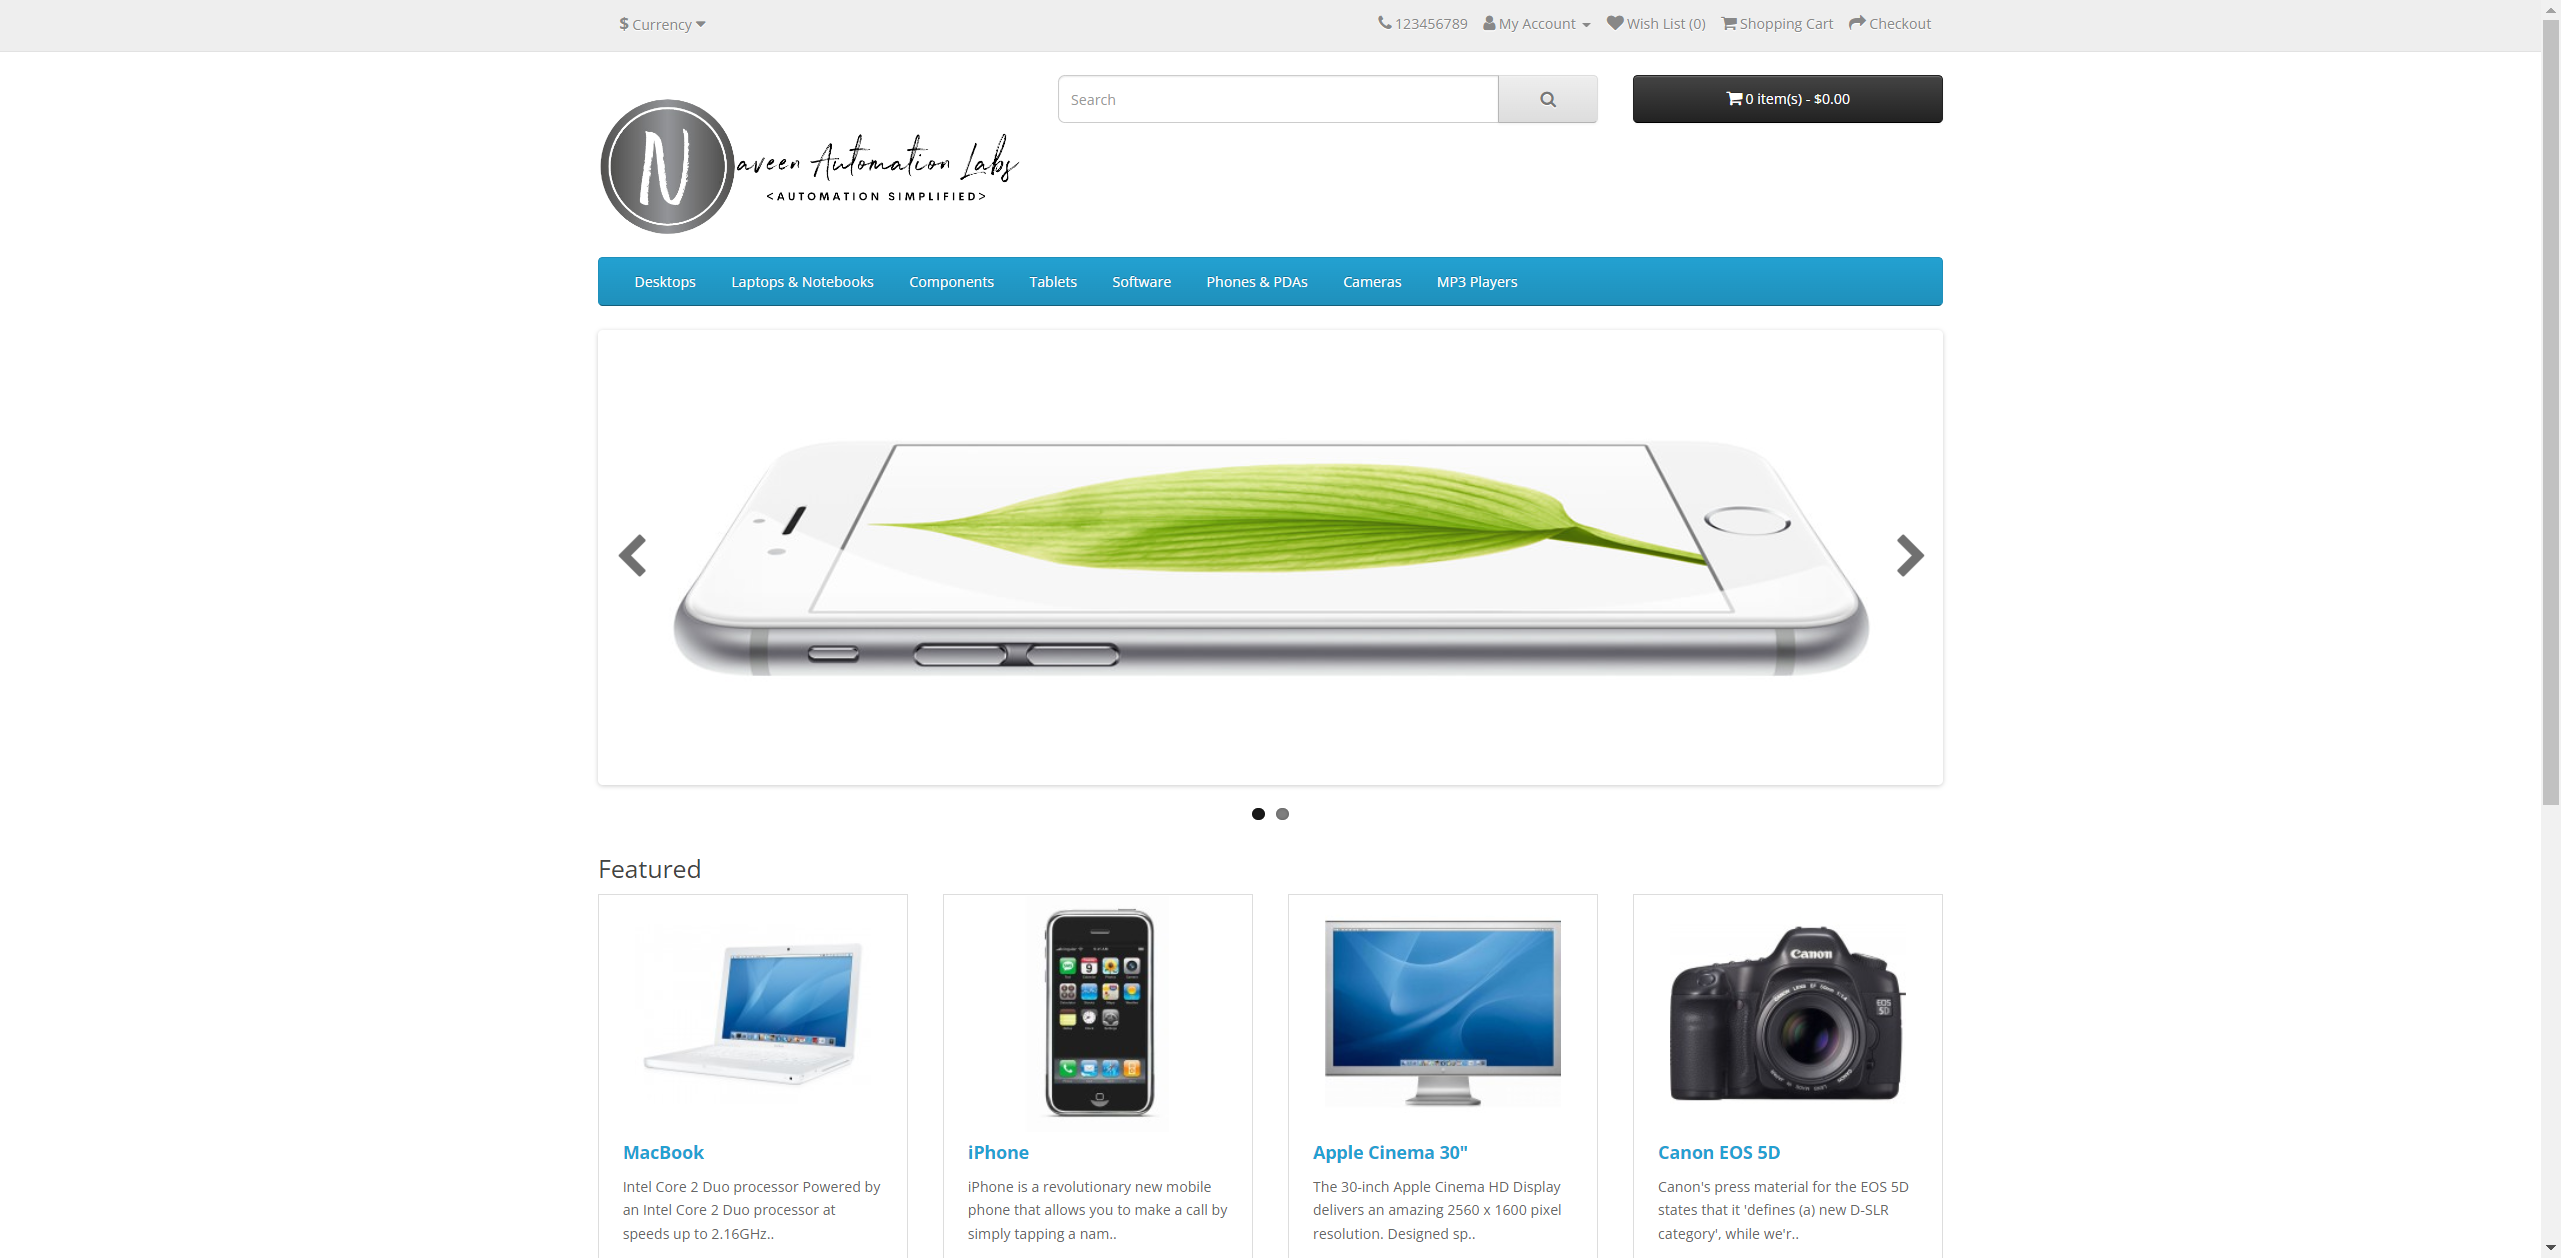 $ Currency
123456789 My Account Wish List (0) Shopping Cart Checkout
Search
0 item(s) - $0.00
N aveen Automation Labs
<AUTOMATION SIMPLIFIED>
Desktops Laptops & Notebooks Components Tablets Software Phones & PDAs Cameras MP3 Players
Featured
Canon
EOS
5D
MacBook
Intel Core 2 Duo processor Powered by
an Intel Core 2 Duo processor at
speeds up to 2.16GHz..
iPhone
iPhone is a revolutionary new mobile
phone that allows you to make a call by
simply tapping a nam..
Apple Cinema 30"
The 30-inch Apple Cinema HD Display
delivers an amazing 2560 x 1600 pixel
resolution. Designed sp..
Canon EOS 5D
Canon's press material for the EOS 5D
states that it 'defines (a) new D-SLR
category', while we'r..